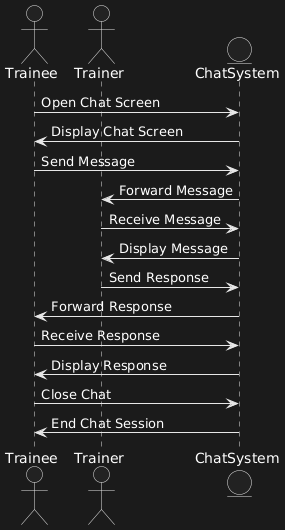 Trainee Trainer ChatSystem
Open Chat Screen
Display Chat Screen
Send Message
Forward Message
Receive Message
Display Message
Send Response
Forward Response
Receive Response
Display Response
Close Chat
End Chat Session
Trainee Trainer ChatSystem